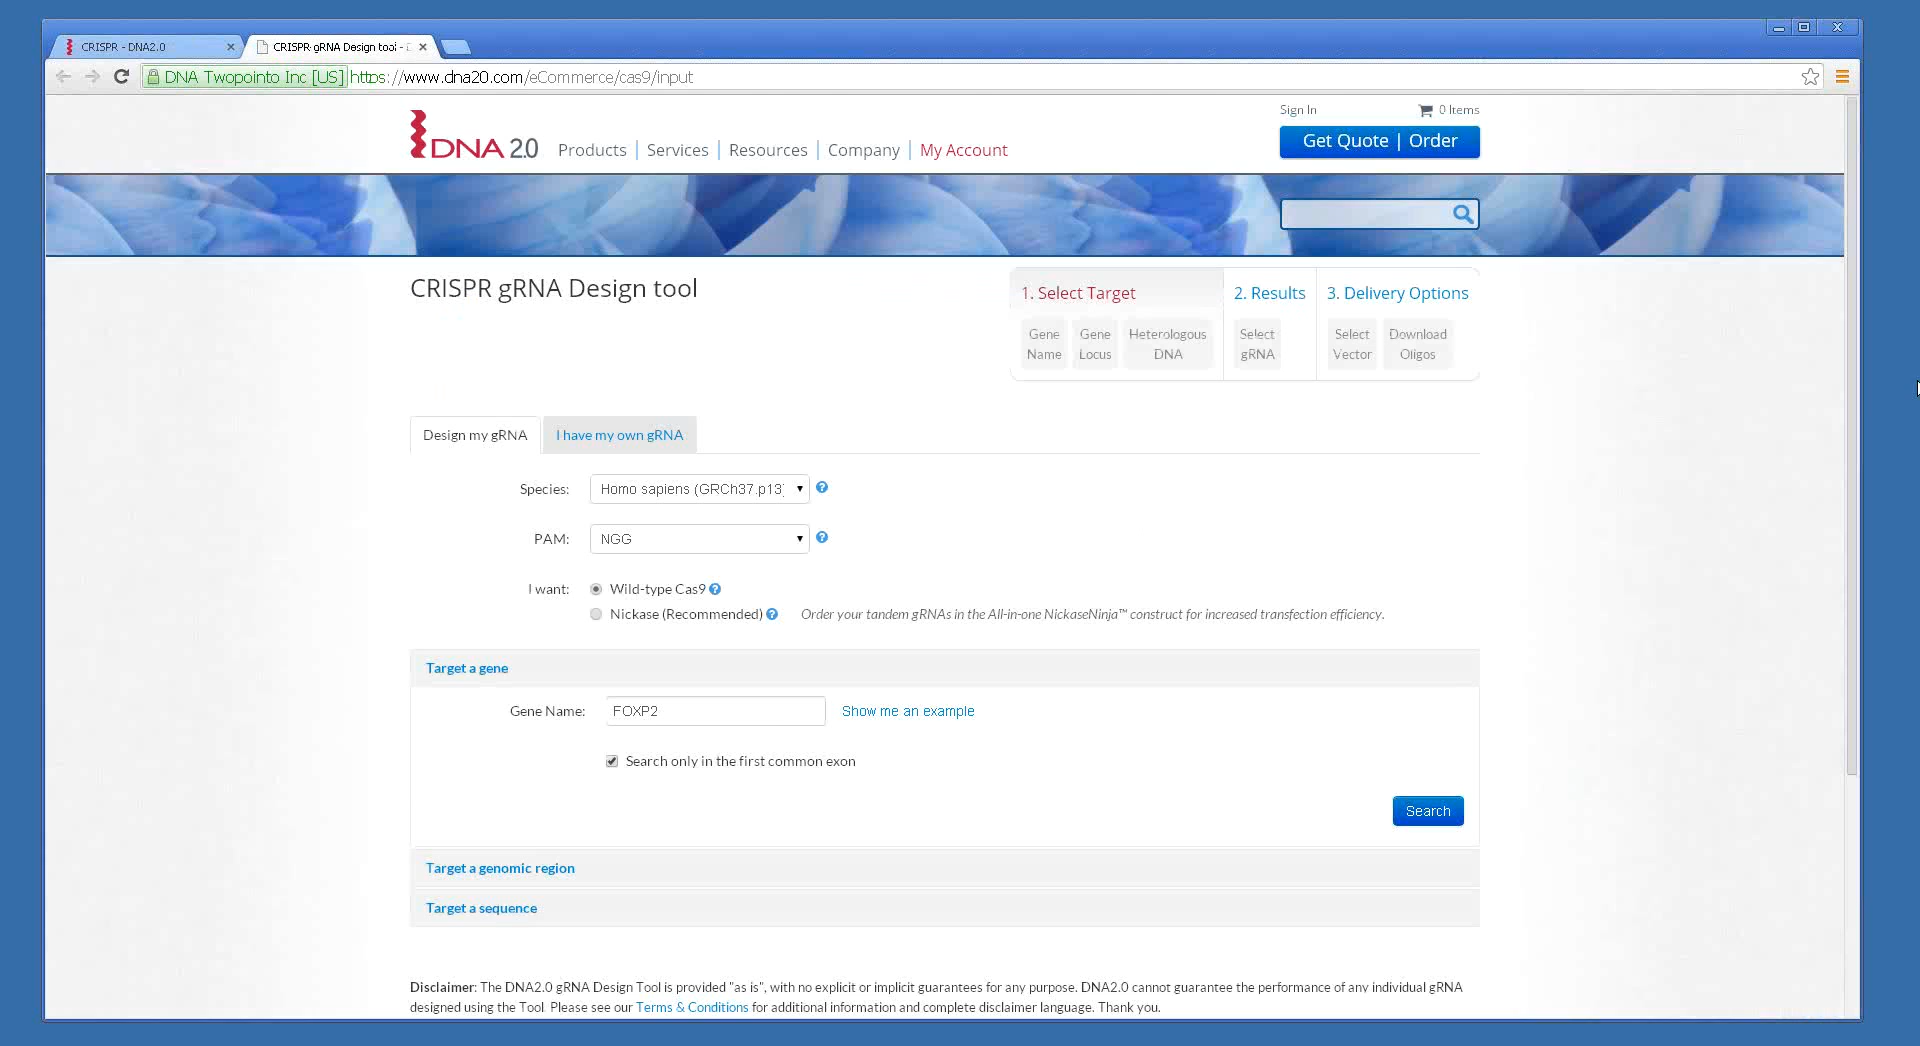 CRISPR - DNA2.0
CRISPR gRNA Design tool -
DNA Twopointo Inc [US] https://www.dna20.com/eCommerce/cas9/input
Sign In
0 Items
DNA 2.0
Products
Services
Resources
Company
My Account
Get Quote | Order
CRISPR gRNA Design tool
1. Select Target
2. Results
3. Delivery Options
Gene Name
Gene Locus
Heterologous DNA
Select gRNA
Select Vector
Download Oligos
Design my gRNA
I have my own gRNA
Species: Homo sapiens (GRCh37.p13)
PAM: NGG
I want: Wild-type Cas9
Nickase (Recommended) Order your tandem gRNAs in the All-in-one NickaseNinja™ construct for increased transfection efficiency.
Target a gene
Gene Name: FOXP2 Show me an example
Search only in the first common exon
Search
Target a genomic region
Target a sequence
Disclaimer: The DNA2.0 gRNA Design Tool is provided "as is", with no explicit or implicit guarantees for any purpose. DNA2.0 cannot guarantee the performance of any individual gRNA
designed using the Tool. Please see our Terms & Conditions for additional information and complete disclaimer language. Thank you.